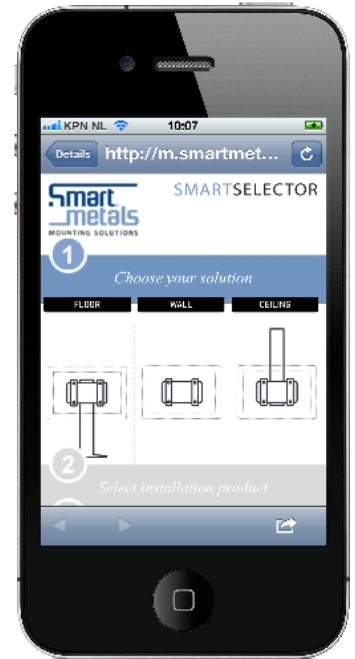 KPN NL 10:07
Details http://m.smartmet...
Smart
metals
MOUNTING SOLUTIONS
SMARTSELECTOR
1
Choose your solution
FLOOR WALL CEILING
2
Select installation product